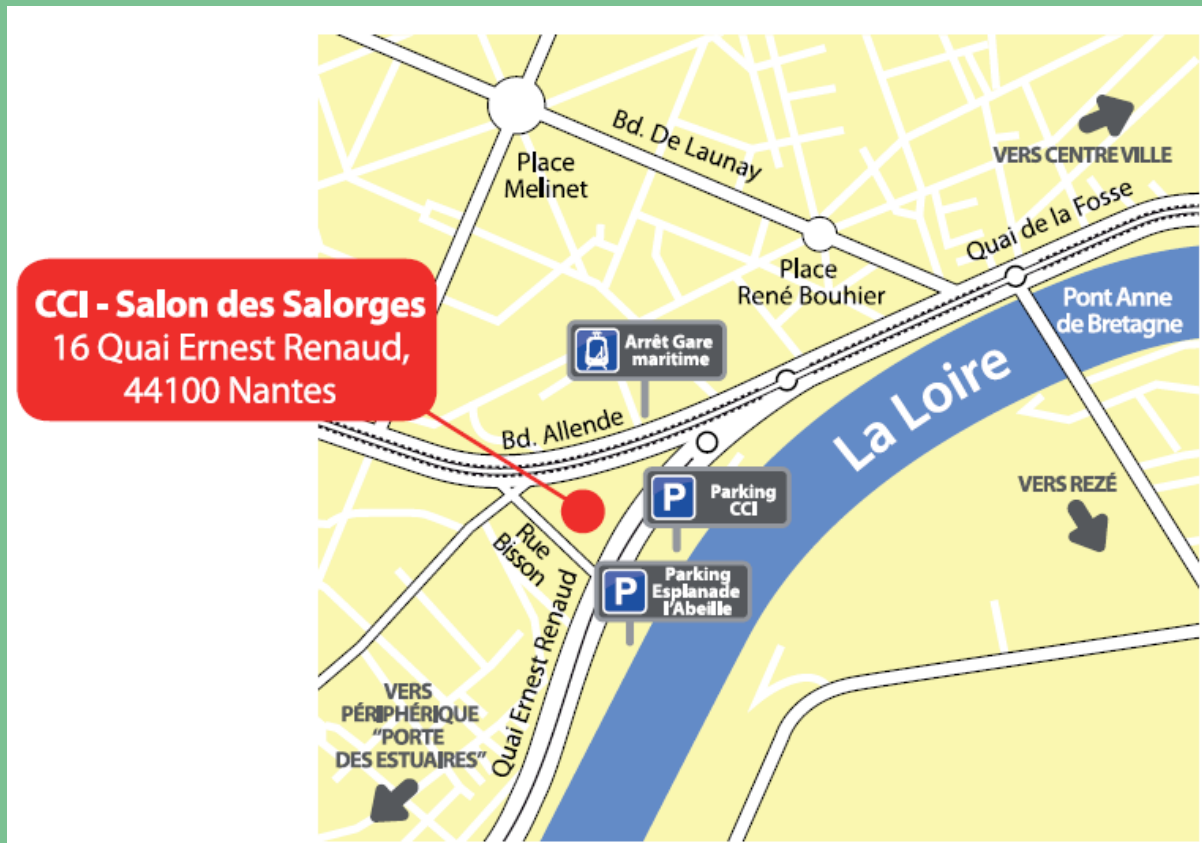 Bd. De Launay
VERS CENTRE VILLE
Place
Melinet
Quai de la Fosse
Place
René Bouhier
CCI - Salon des Salorges
16 Quai Ernest Renaud,
44100 Nantes
Pont Anne
de Bretagne
Arrêt Gare
maritime
La Loire
Bd. Allende
P
Parking
CCI
VERS REZÉ
Rue
Bisson
P
Parking
Esplanade
l'Abeille
Quai Ernest Renaud
VERS
PÉRIPHÉRIQUE
"PORTE
DES ESTUAIRES"